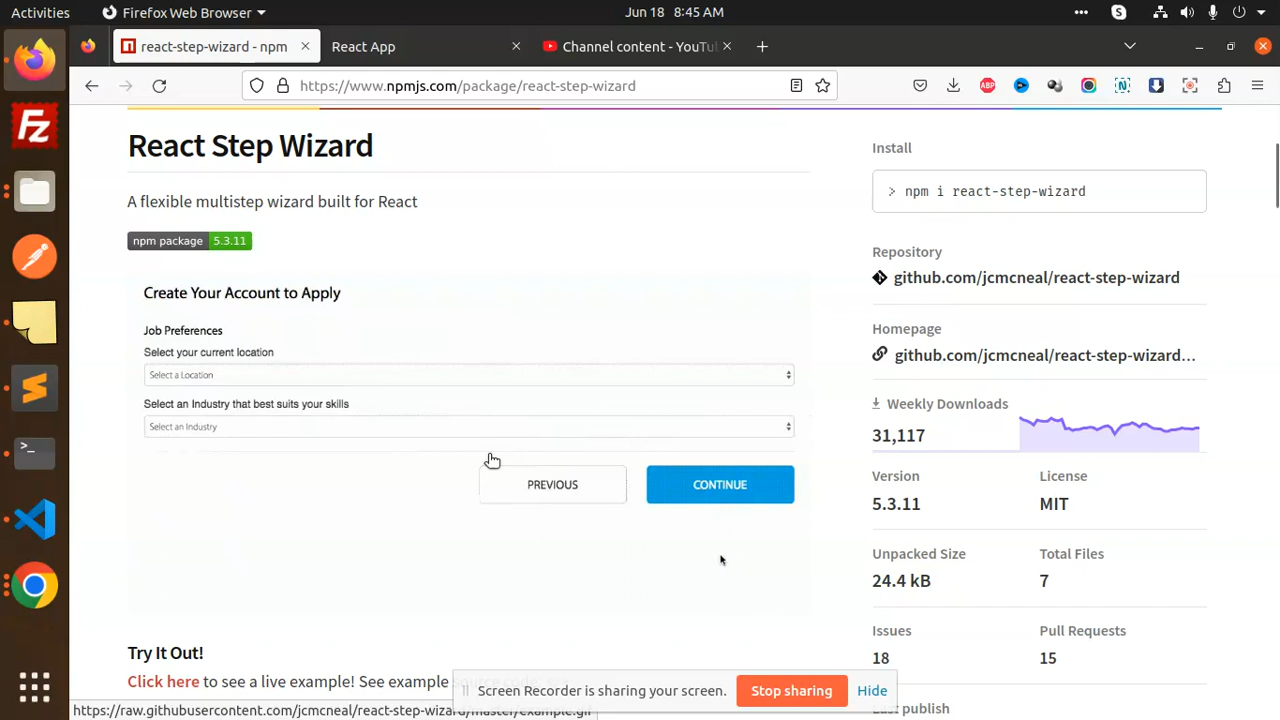 Activities
Firefox Web Browser
Jun 18 8:45 AM
react-step-wizard - npm
React App
Channel content - YouTu
https://www.npmjs.com/package/react-step-wizard
React Step Wizard
A flexible multistep wizard built for React
npm package 5.3.11
Create Your Account to Apply
Job Preferences
Select your current location
Select a Location
Select an Industry that best suits your skills
Select an Industry
PREVIOUS
CONTINUE
Try It Out!
Click here to see a live example! See example source code,
Install
> npm i react-step-wizard
Repository
github.com/jcmcneal/react-step-wizard
Homepage
github.com/jcmcneal/react-step-wizard...
Weekly Downloads
31,117
Version
License
5.3.11
MIT
Unpacked Size
Total Files
24.4 kB
7
Issues
Pull Requests
18
15
Last publish
Screen Recorder is sharing your screen.
Stop sharing
Hide
https://raw.githubusercontent.com/jcmcneal/react-step-wizard/master/example.gif